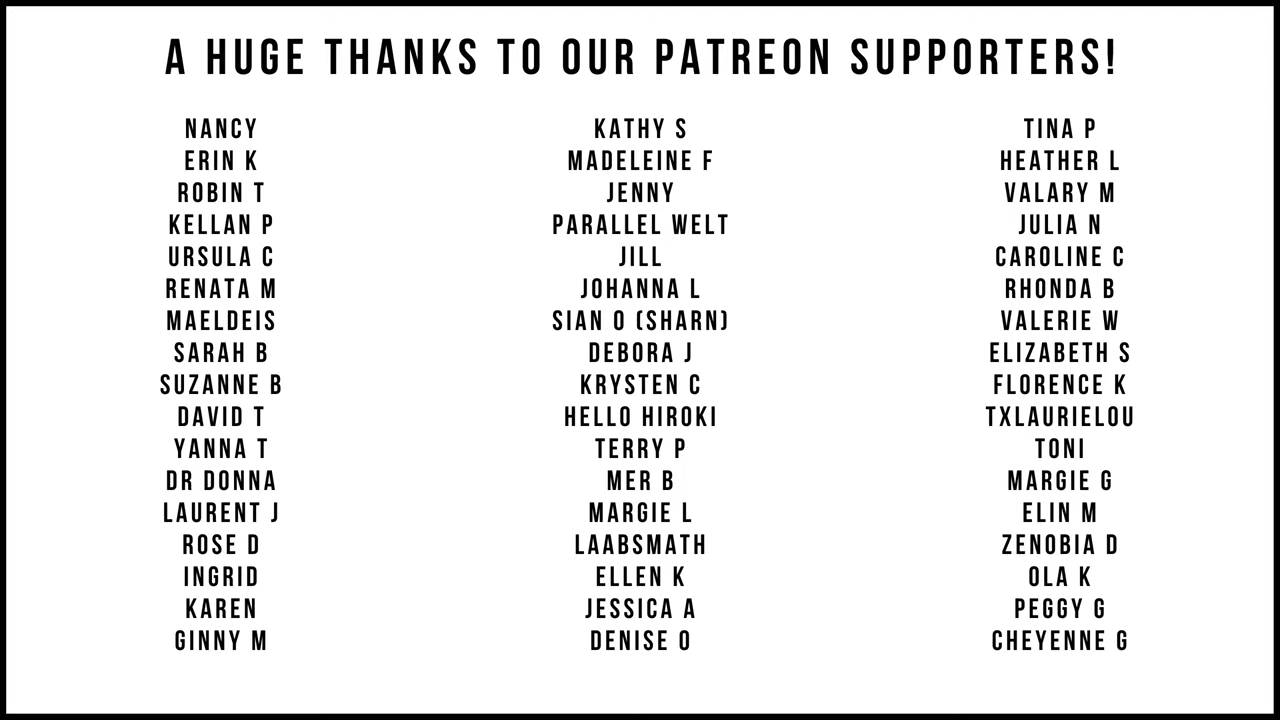 A HUGE THANKS TO OUR PATREON SUPPORTERS!
NANCY
ERIN K
ROBIN T
KELLAN P
URSULA C
RENATA M
MAELDEIS
SARAH B
SUZANNE B
DAVID T
YANNA T
DR DONNA
LAURENT J
ROSE D
INGRID
KAREN
GINNY M
KATHY S
MADELEINE F
JENNY
PARALLEL WELT
JILL
JOHANNA L
SIAN O (SHARN)
DEBORA J
KRYSTEN C
HELLO HIROKI
TERRY P
MER B
MARGIE L
LAABSMATH
ELLEN K
JESSICA A
DENISE O
TINA P
HEATHER L
VALARY M
JULIA N
CAROLINE C
RHONDA B
VALERIE W
ELIZABETH S
FLORENCE K
TXLAURIELOU
TONI
MARGIE G
ELIN M
ZENOBIA D
OLA K
PEGGY G
CHEYENNE G